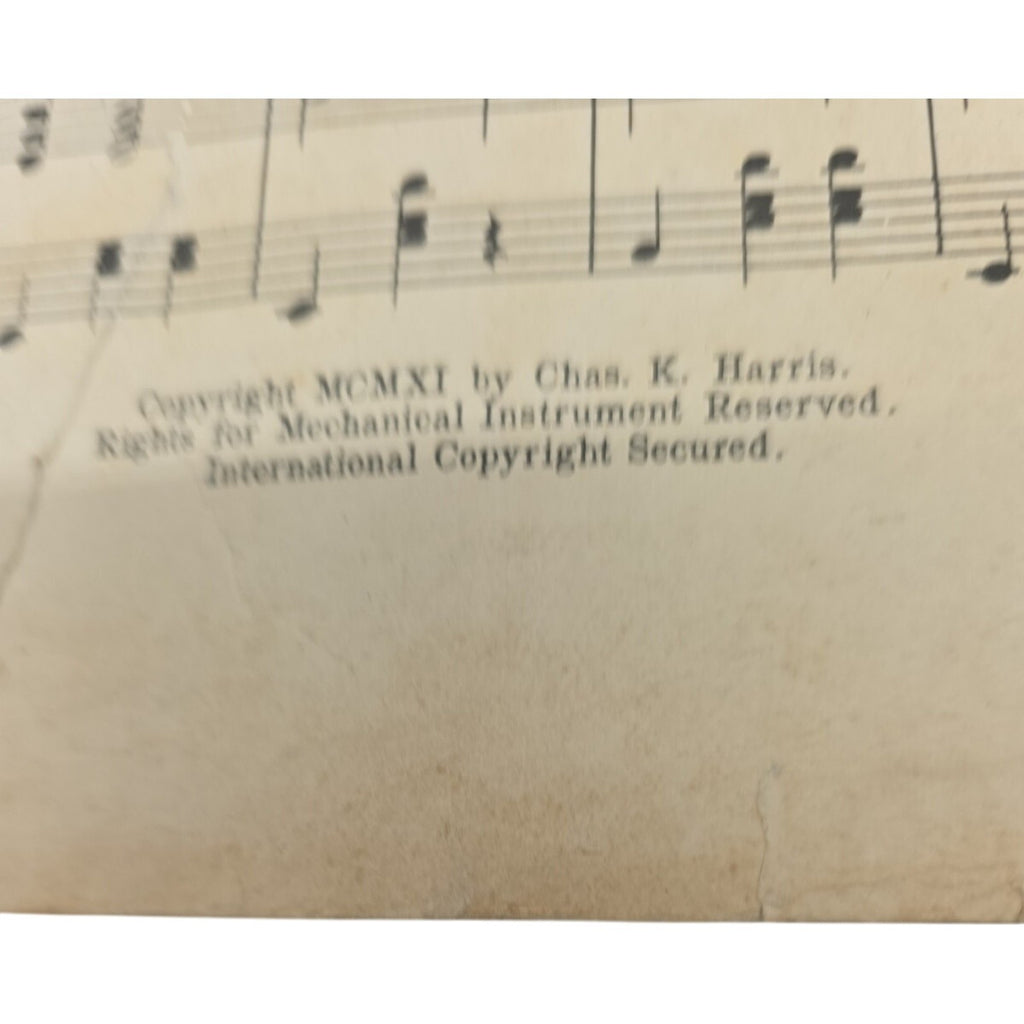 Copyright MCMXI by Chas. K. Harris.
Rights for Mechanical Instrument Reserved.
International Copyright Secured.